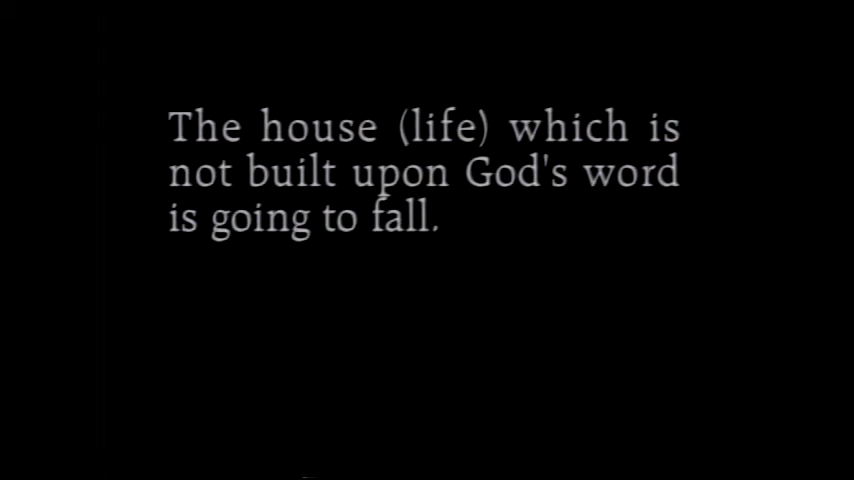 The house (life) which is
not built upon God's word
is going to fall.